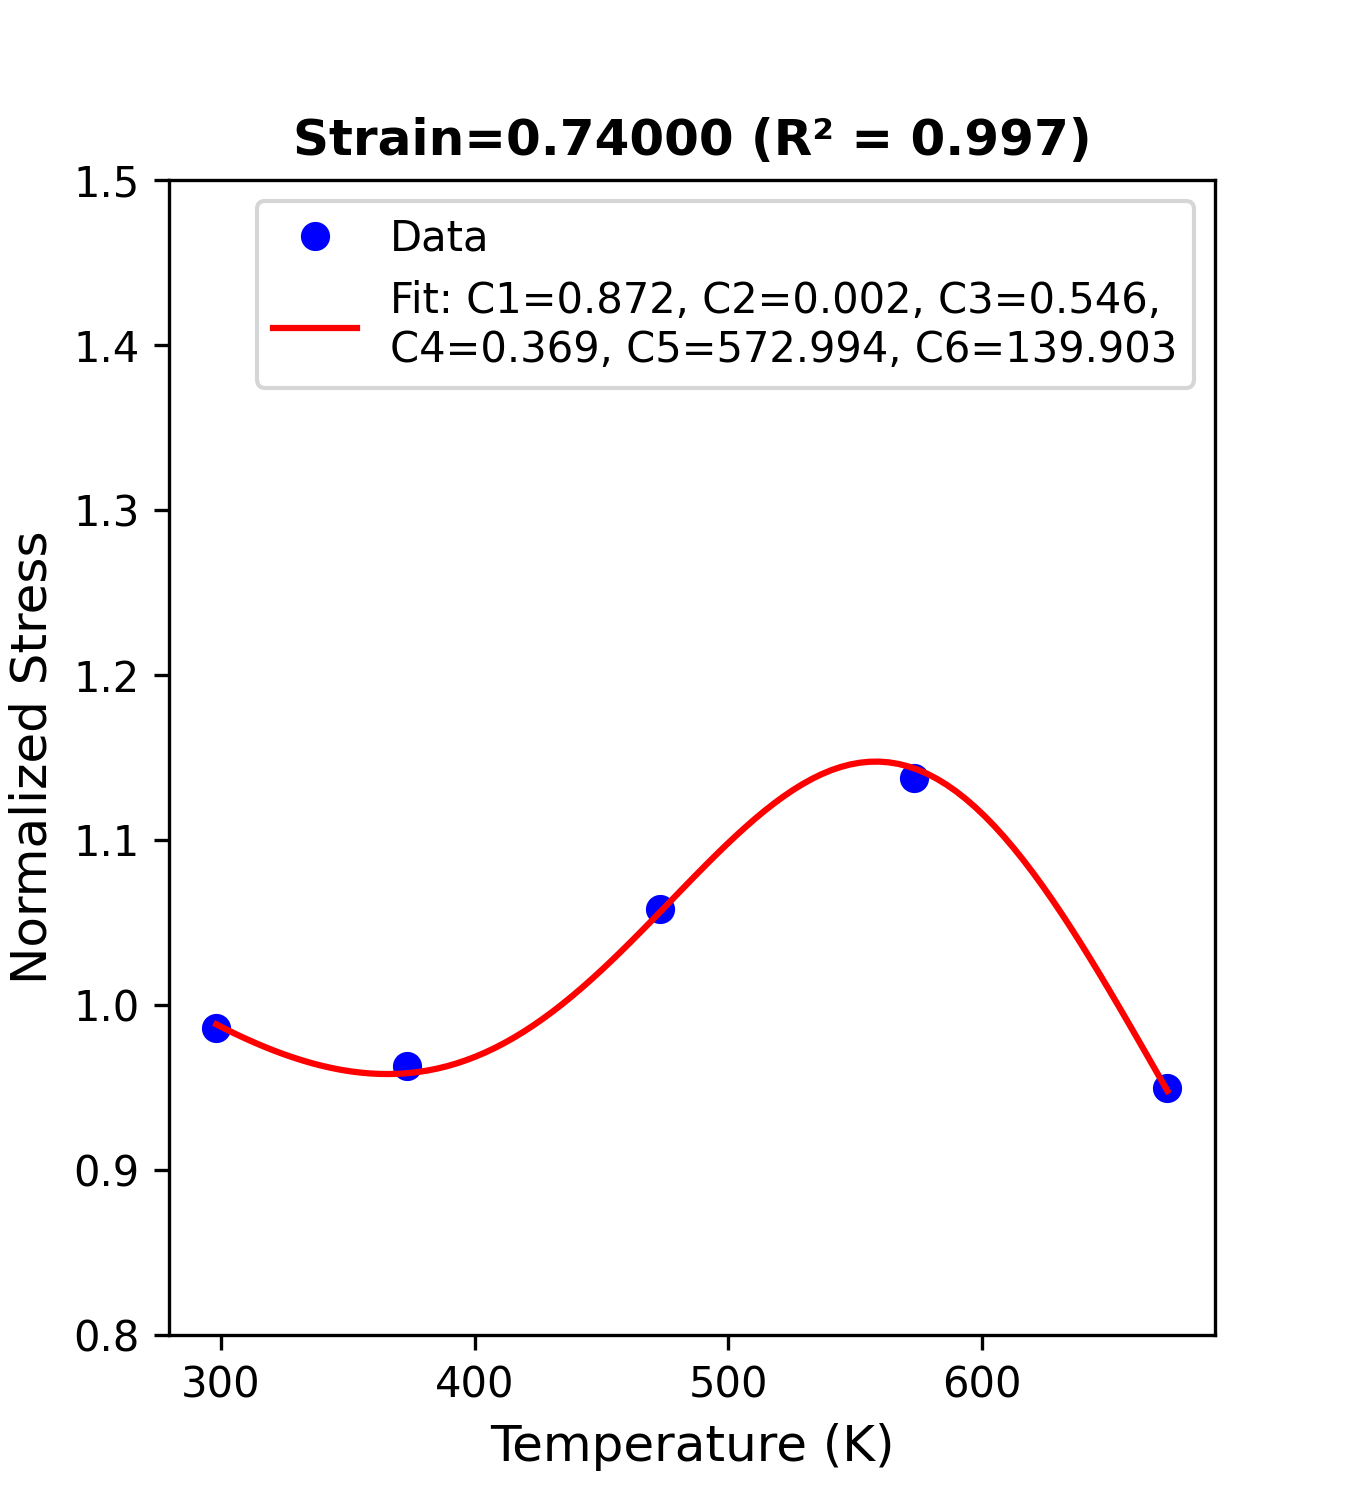 Strain=0.74000 (R² = 0.997)
1.5
1.4
1.3
1.2
1.1
1.0
0.9
0.8
Data
Fit: C1=0.872, C2=0.002, C3=0.546,
C4=0.369, C5=572.994, C6=139.903
Normalized Stress
300 400 500 600
Temperature (K)